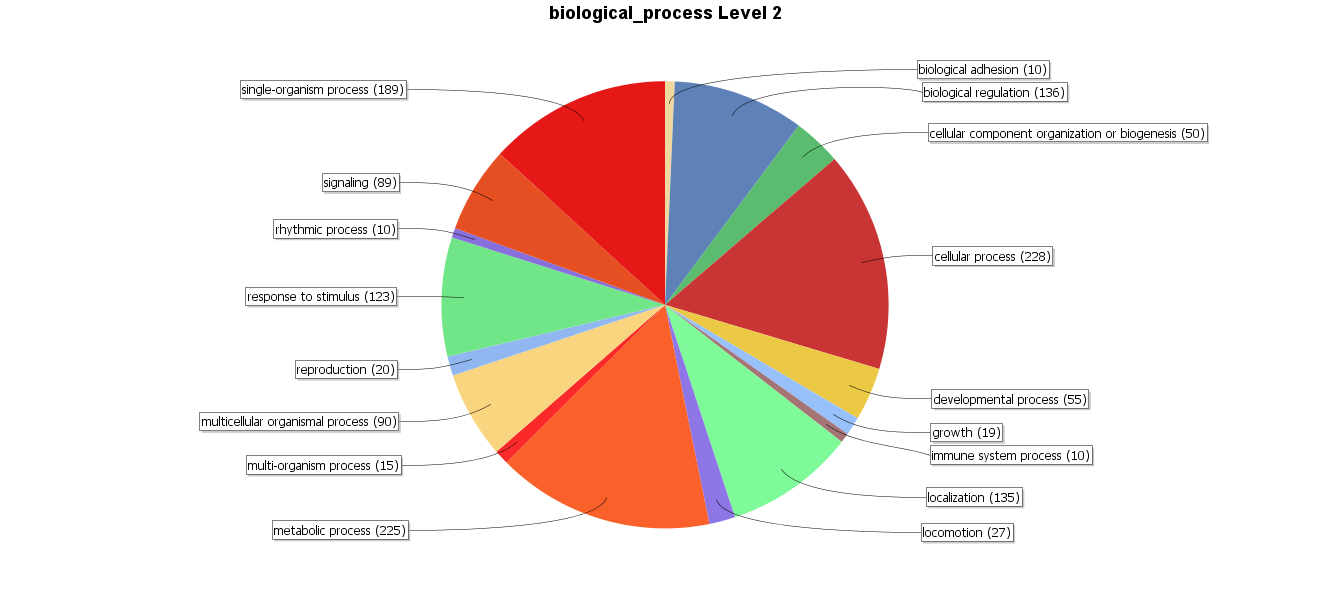 biological_process Level 2
biological adhesion (10)
biological regulation (136)
cellular component organization or biogenesis (50)
cellular process (228)
developmental process (55)
growth (19)
immune system process (10)
localization (135)
locomotion (27)
metabolic process (225)
multi-organism process (15)
multicellular organismal process (90)
reproduction (20)
response to stimulus (123)
rhythmic process (10)
signaling (89)
single-organism process (189)